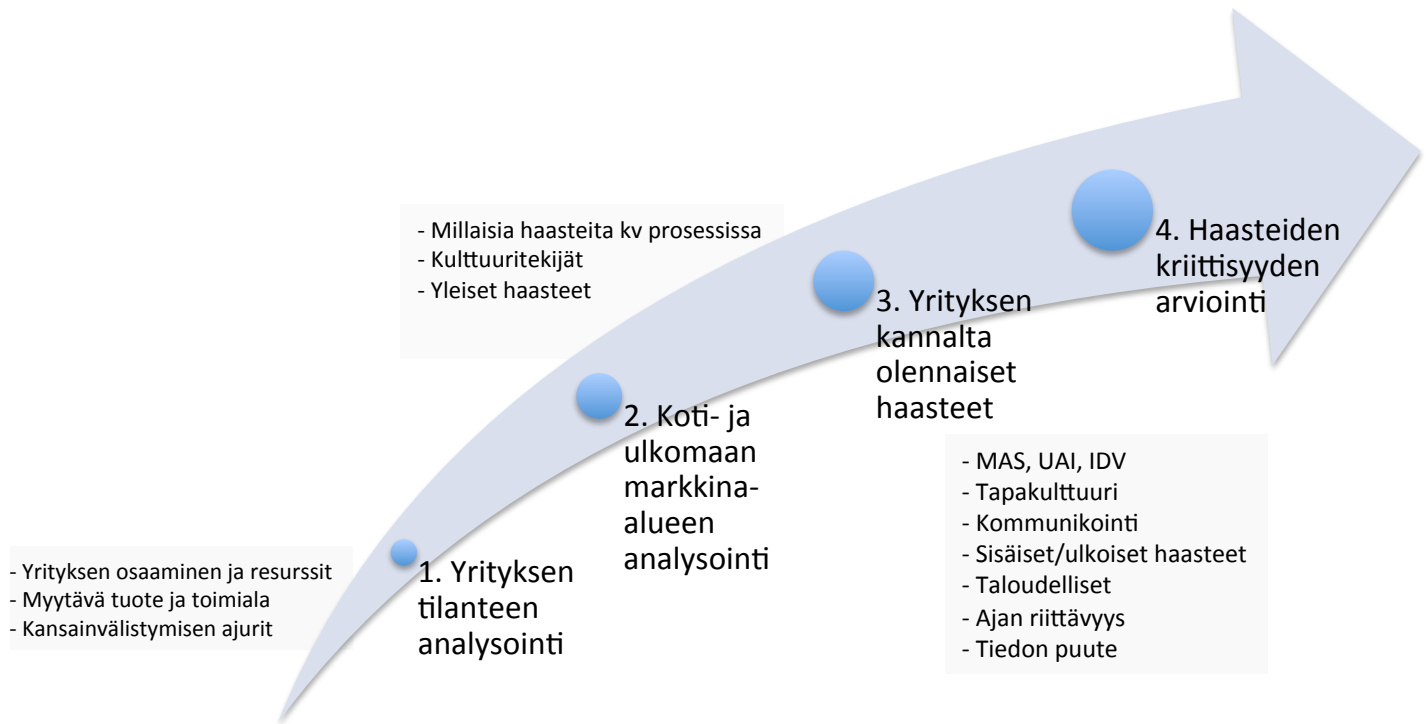 - Yrityksen osaaminen ja resurssit
- Myytävä tuote ja toimiala
- Kansainvälistymisen ajurit
1. Yrityksen
tilanteen
analysointi
- Millaisia haasteita kv prosessissa
- Kulttuuritekijät
- Yleiset haasteet
2. Koti- ja
ulkomaan
markkina-
alueen
analysointi
3. Yrityksen
kannalta
olennaiset
haasteet
- MAS, UAI, IDV
- Tapakulttuuri
- Kommunikointi
- Sisäiset/ulkoiset haasteet
- Taloudelliset
- Ajan riittävyys
- Tiedon puute
4. Haasteiden
kriittisyyden
arviointi